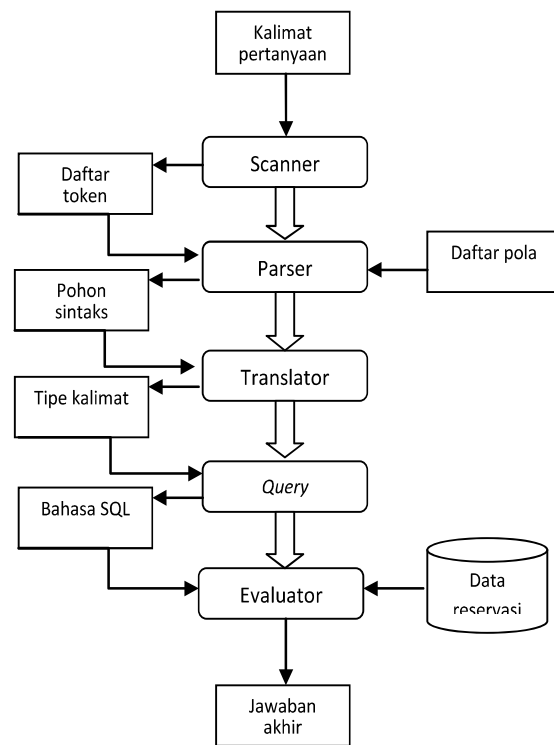 Kalimat
pertanyaan
Scanner
Daftar
token
Parser
Daftar pola
Pohon
sintaks
Translator
Tipe kalimat
Query
Bahasa SQL
Evaluator
Data
reservasi
Jawaban
akhir